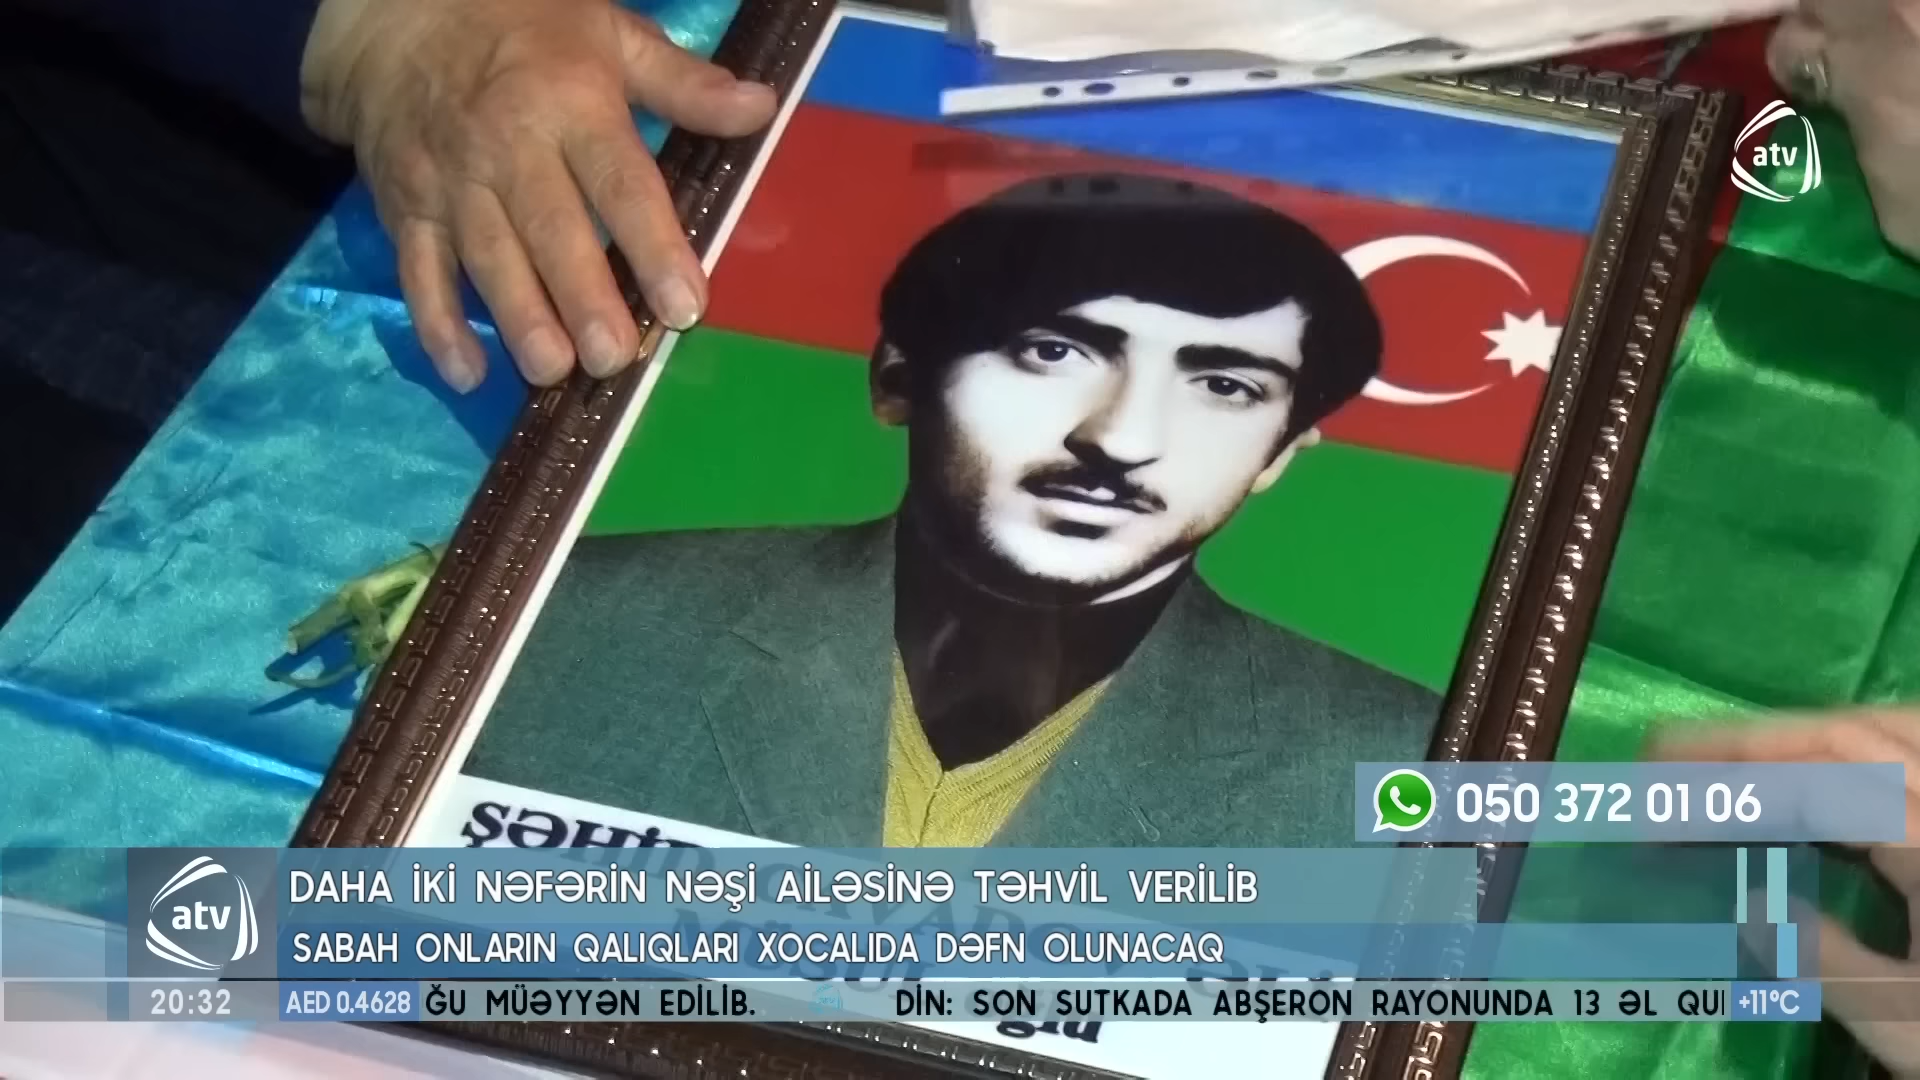 atv
050 372 01 06
atv
DAHA İKİ NƏFƏRİN NƏŞİ AİLƏSİNƏ TƏHVİL VERİLİB
SABAH ONLARIN QALIQLARI XOCALIDA DƏFN OLUNACAQ
20:32 AED 0.4628 ĞU MÜƏYYƏN EDİLİB. DİN: SON SUTKADA ABŞERON RAYONUNDA 13 ƏL QU +11°C